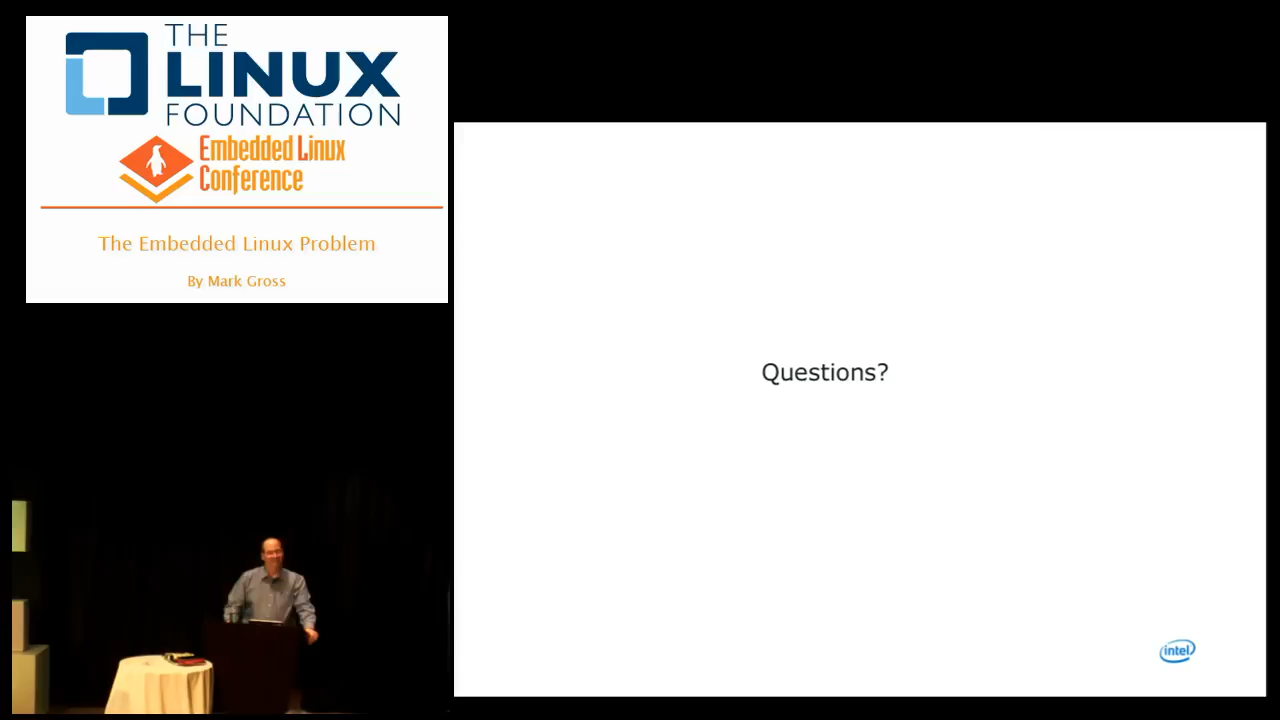 THE
LINUX
FOUNDATION
Embedded Linux
Conference
The Embedded Linux Problem
By Mark Gross
Questions?
intel